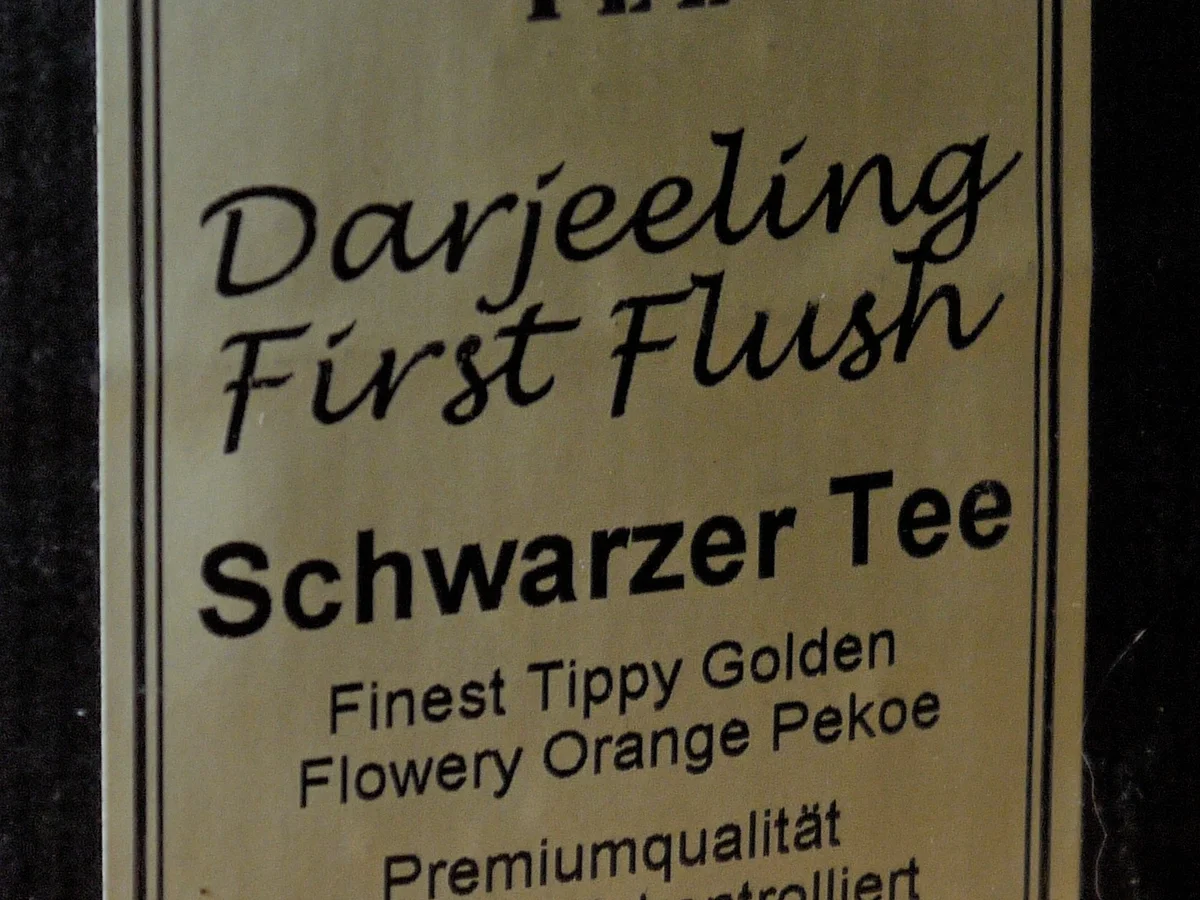 Darjeeling
First Flush
Schwarzer Tee
Finest Tippy Golden
Flowery Orange Pekoe
Premiumqualität